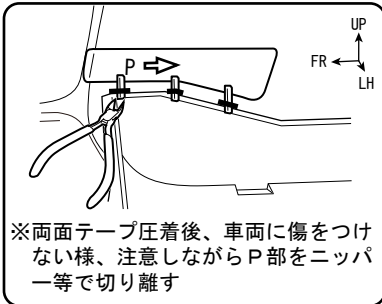 UP
P
FR
LH
※両面テープ圧着後、車両に傷をつけ
ない様、注意しながらP部をニッパ
ー等で切り離す